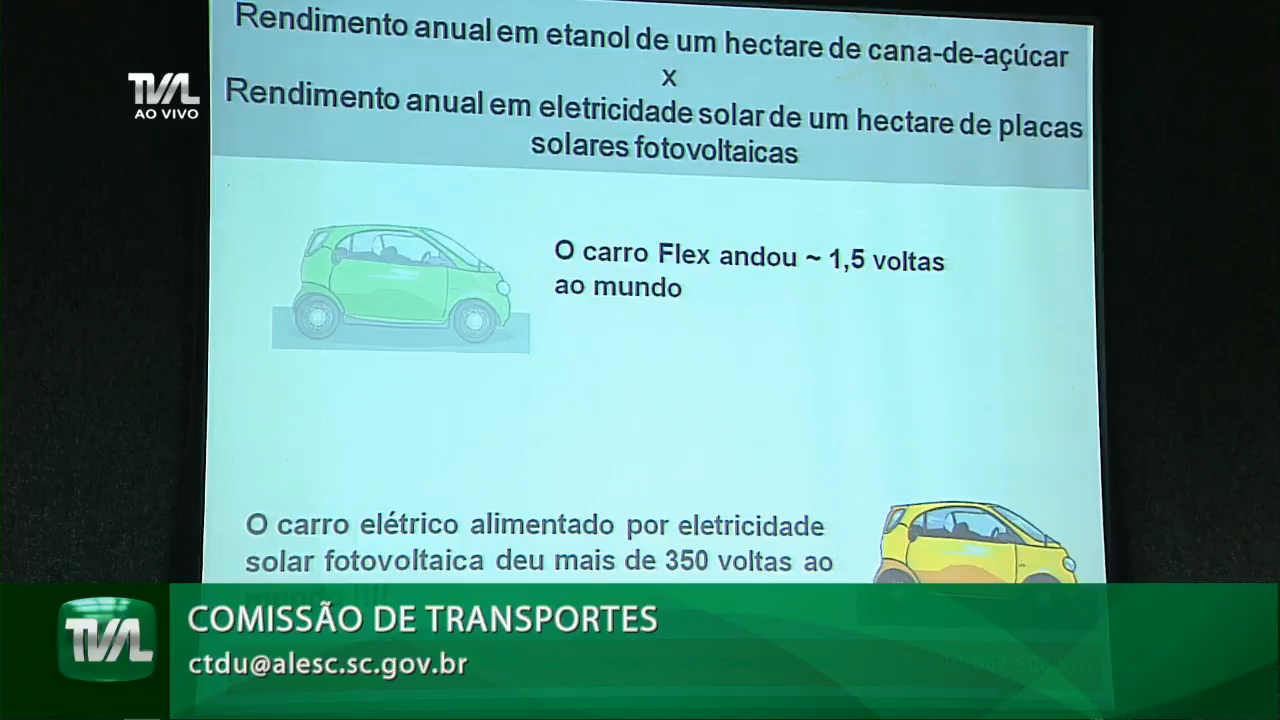 Rendimento anual em etanol de um hectare de cana-de-açúcar
x
Rendimento anual em eletricidade solar de um hectare de placas
solares fotovoltaicas
TVAL
AO VIVO
O carro Flex andou ~ 1,5 voltas
ao mundo
O carro elétrico alimentado por eletricidade
solar fotovoltaica deu mais de 350 voltas ao
TVAL
COMISSÃO DE TRANSPORTES
ctdu@alesc.sc.gov.br